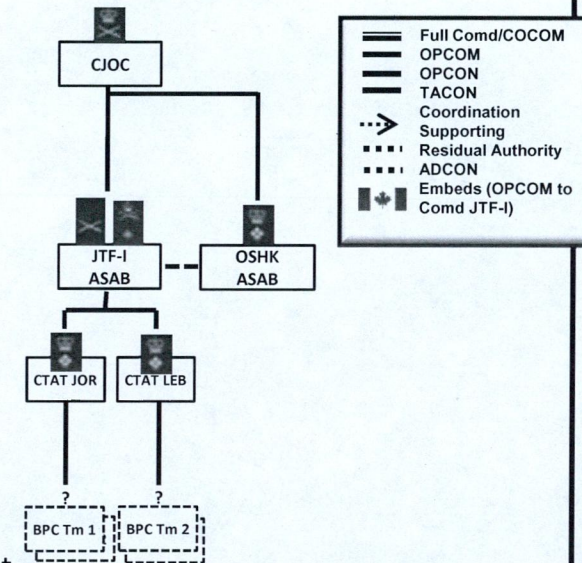 CJOC
JTF-I
ASAB
OSHK
ASAB
CTAT JOR
CTAT LEB
?
?
BPC Tm 1
BPC Tm 2
Full Comd/COCOM
OPCOM
OPCON
TACON
Coordination
Supporting
Residual Authority
ADCON
Embeds (OPCOM to
Comd JTF-I)